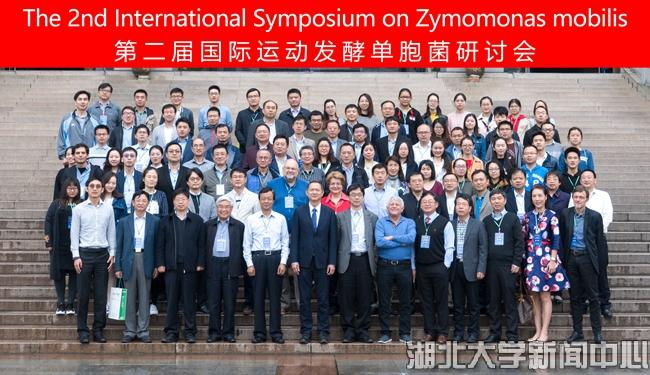 The 2nd International Symposium on Zymomonas mobilis
第二届国际运动发酵单胞菌研讨会
湖北大学新闻中心